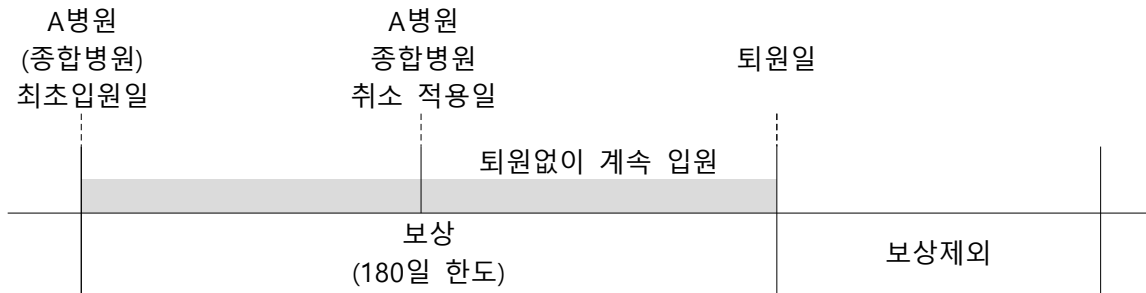 A병원
(종합병원)
최초입원일
A병원
종합병원
취소 적용일
퇴원일
퇴원없이 계속 입원
보상
(180일 한도)
보상제외